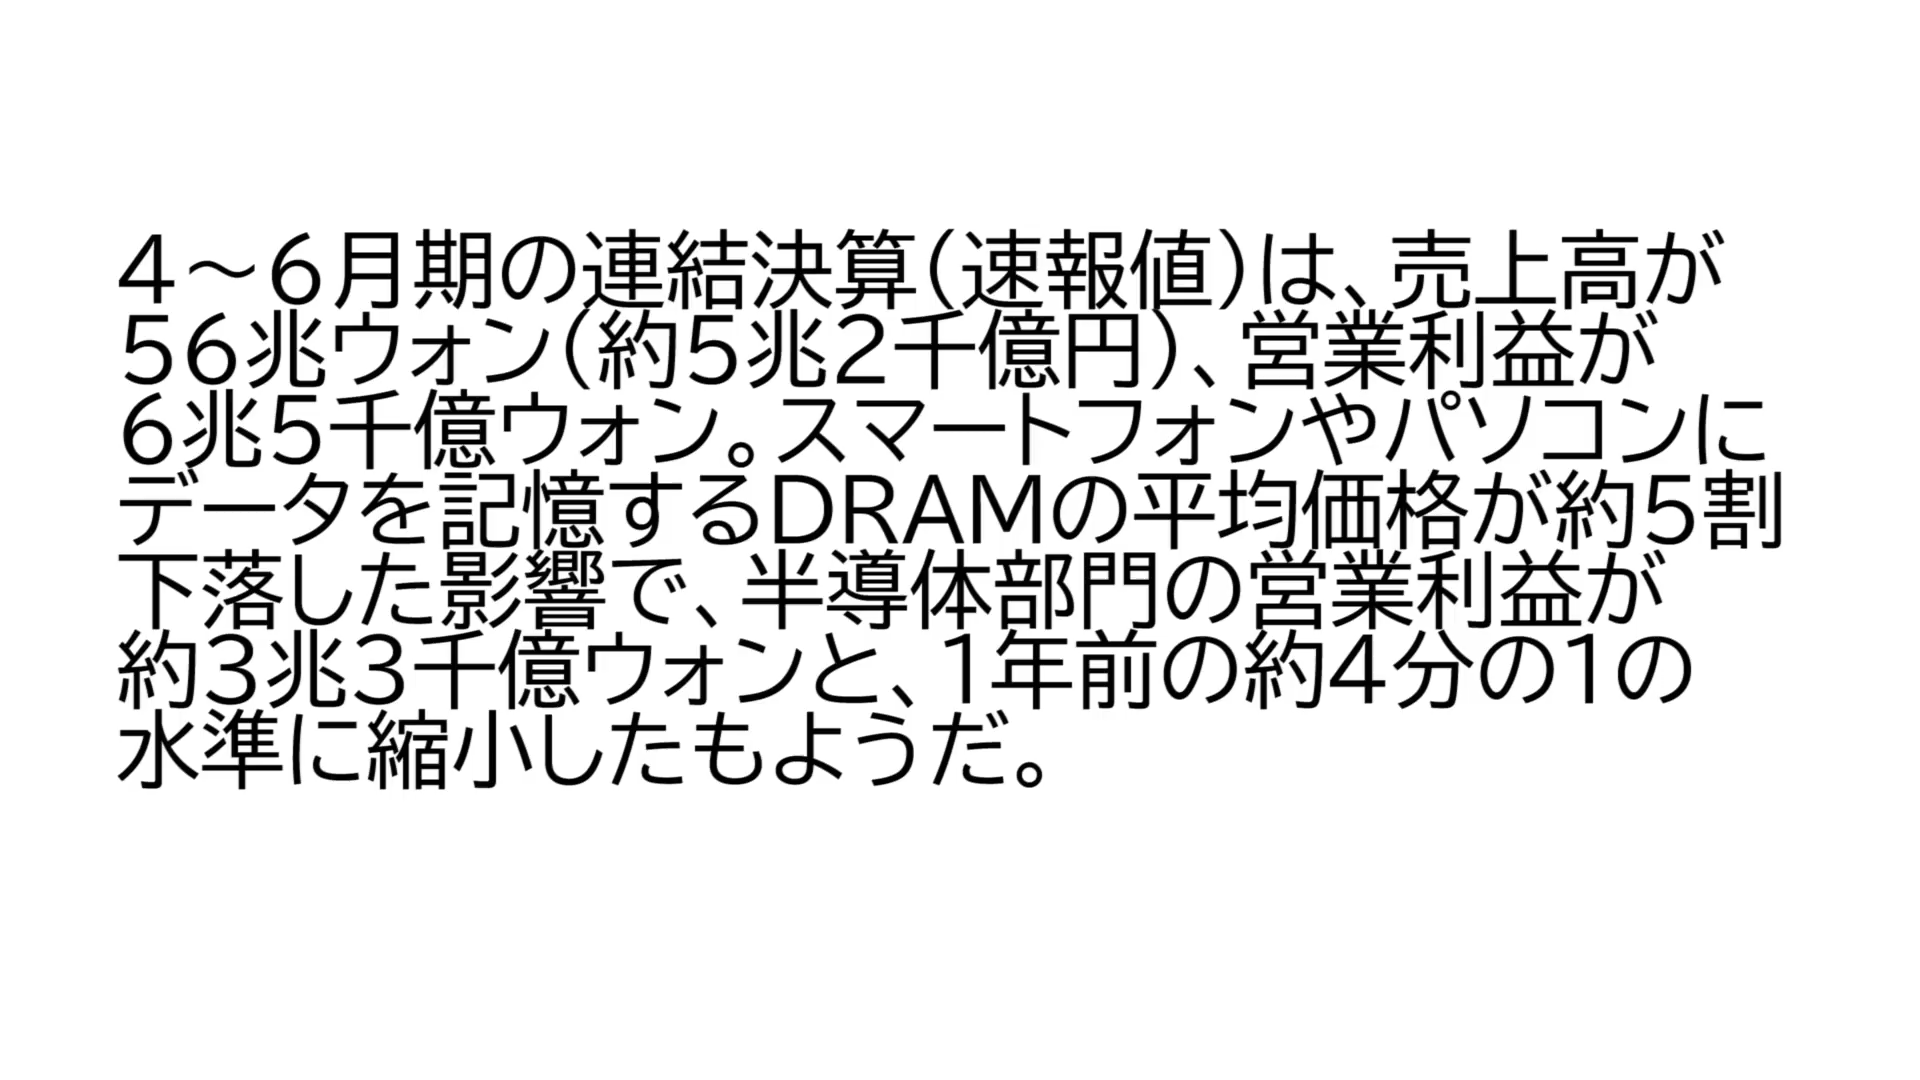 4～6月期の連結決算(速報値)は、売上高が
56兆ウォン(約5兆2千億円)、営業利益が
6兆5千億ウォン。スマートフォンやパソコンに
データを記憶するDRAMの平均価格が約5割
下落した影響で、半導体部門の営業利益が
約3兆3千億ウォンと、1年前の約4分の1の
水準に縮小したもようだ。